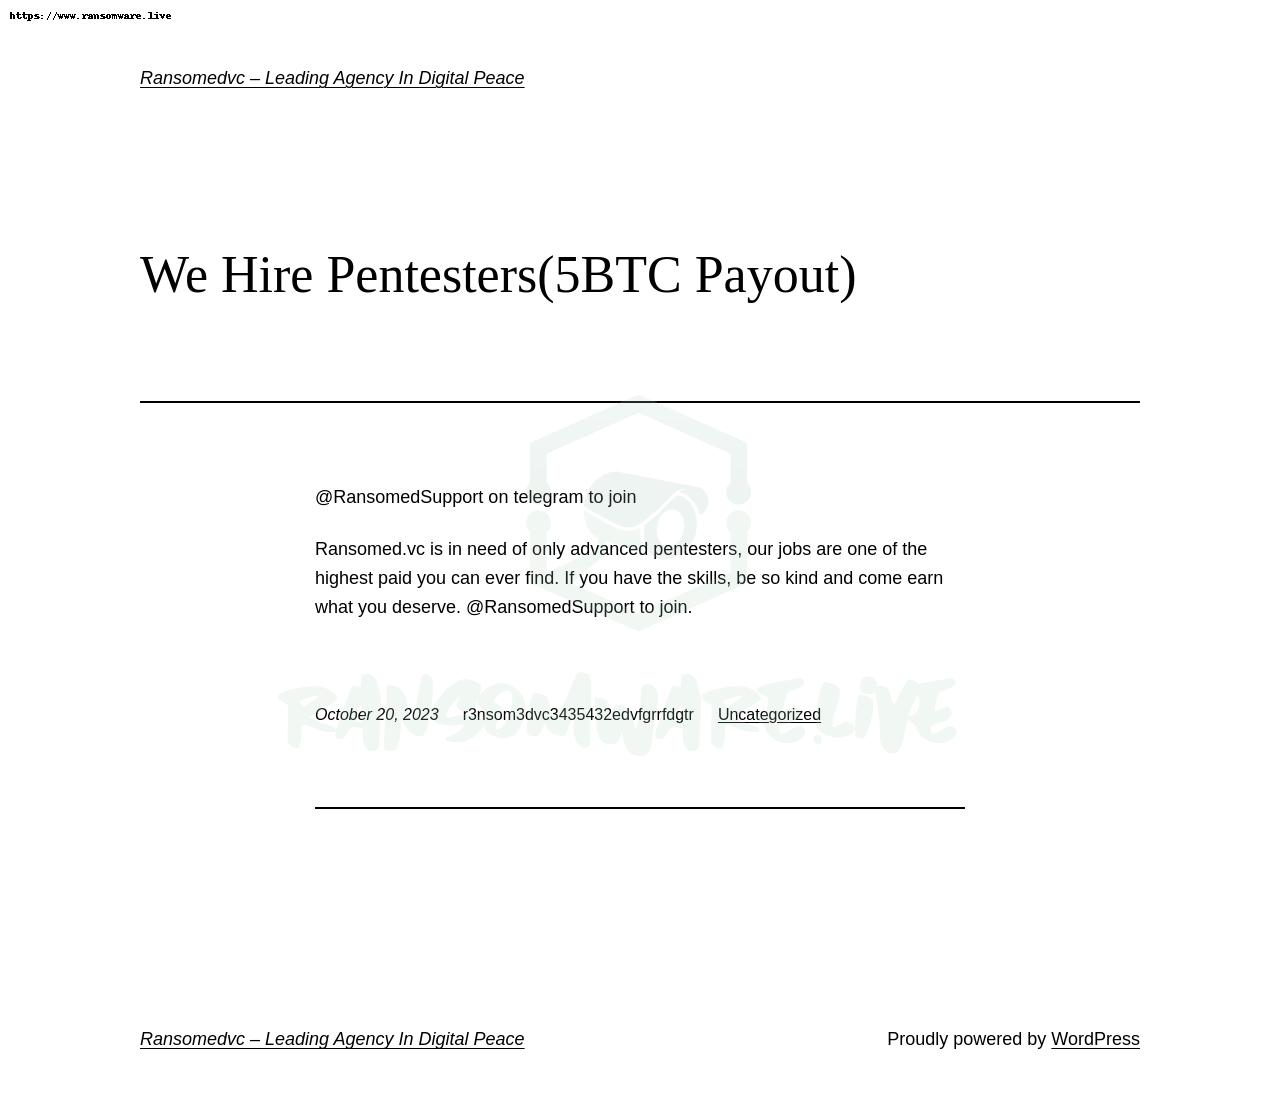 https://www.ransomware.live
Ransomedvc – Leading Agency In Digital Peace
We Hire Pentesters(5BTC Payout)
@RansomedSupport on telegram to join
Ransomed.vc is in need of only advanced pentesters, our jobs are one of the
highest paid you can ever find. If you have the skills, be so kind and come earn
what you deserve. @RansomedSupport to join.
RANSOMWARE.LiVE
October 20, 2023 r3nsom3dvc3435432edvfgrrfdgtr Uncategorized
Ransomedvc – Leading Agency In Digital Peace Proudly powered by WordPress